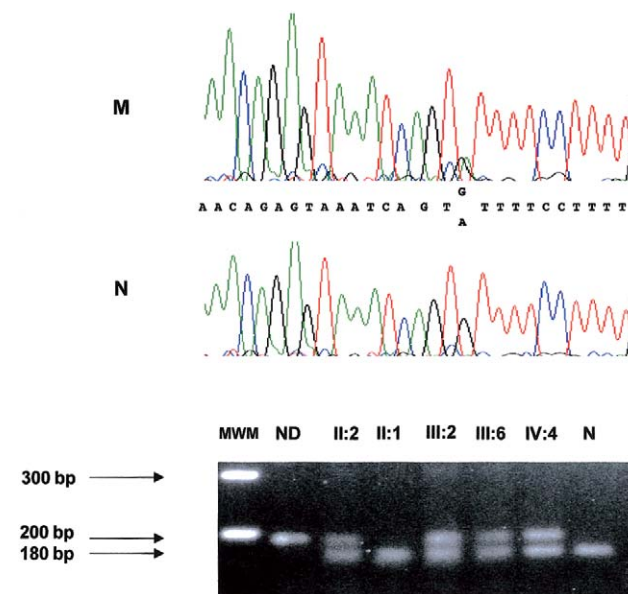 M
G
A A C A G A G T A A A T C A G T T T T T C C T T T T
A
N
MWM ND II:2 II:1 III:2 III:6 IV:4 N
300 bp
200 bp
180 bp